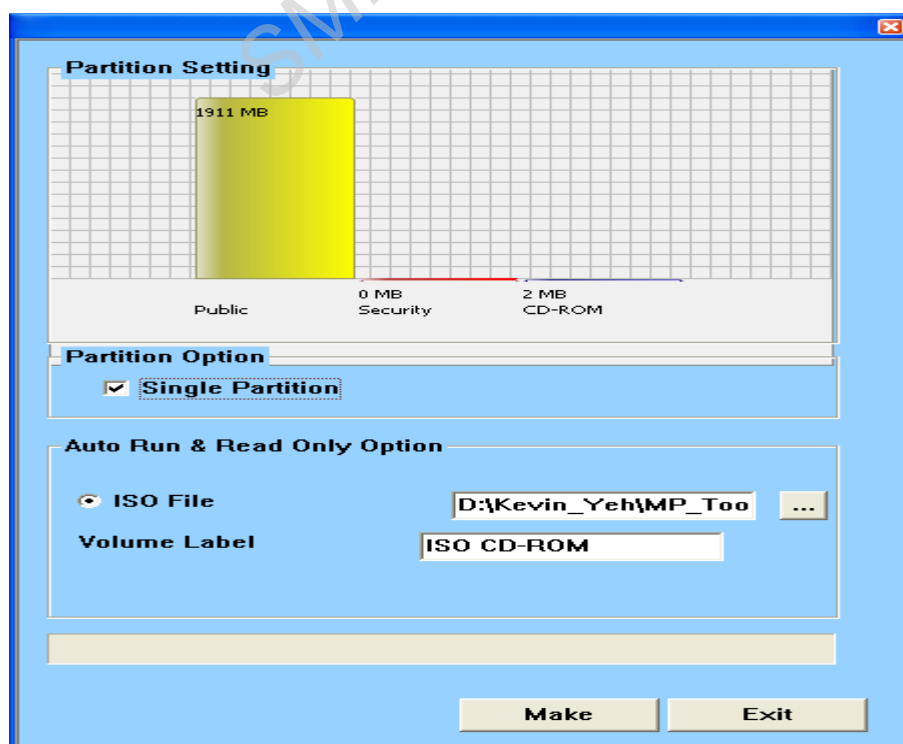 SMI
Partition Setting
1911 MB
Public
0 MB
Security
2 MB
CD-ROM
Partition Option
Single Partition
Auto Run & Read Only Option
ISO File
D:\Kevin_Yeh\MP_Too
...
Volume Label
ISO CD-ROM
Make
Exit